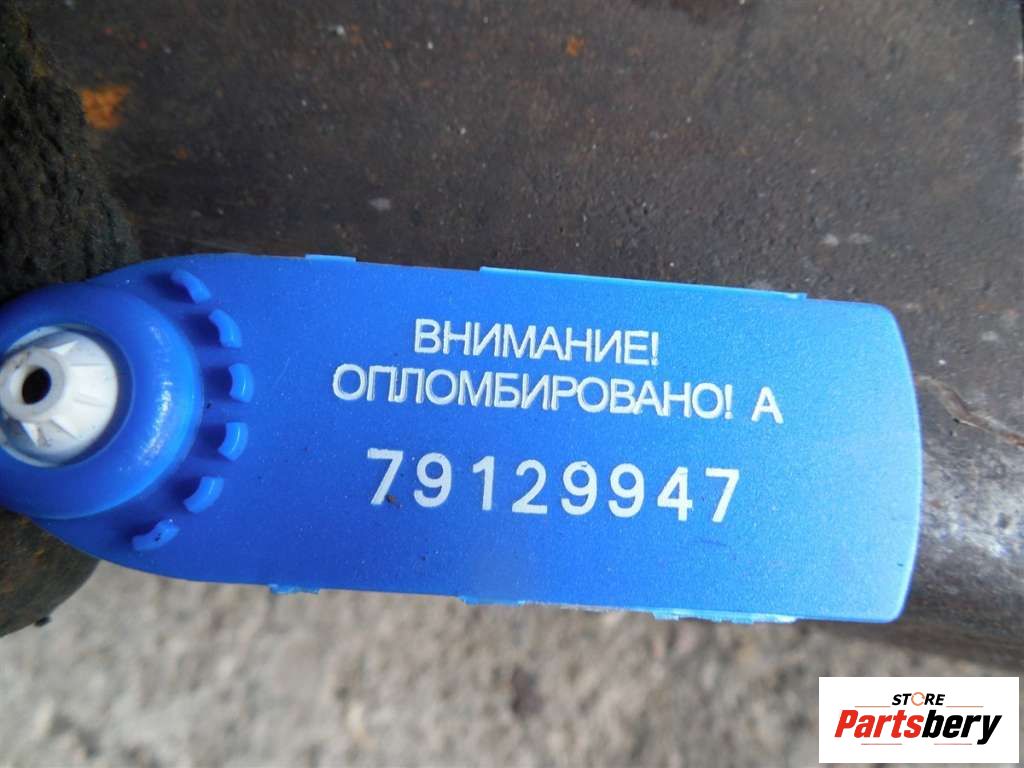 ВНИМАНИЕ!
ОПЛОМБИРОВАНО! А
79129947
STORE
Partsbery